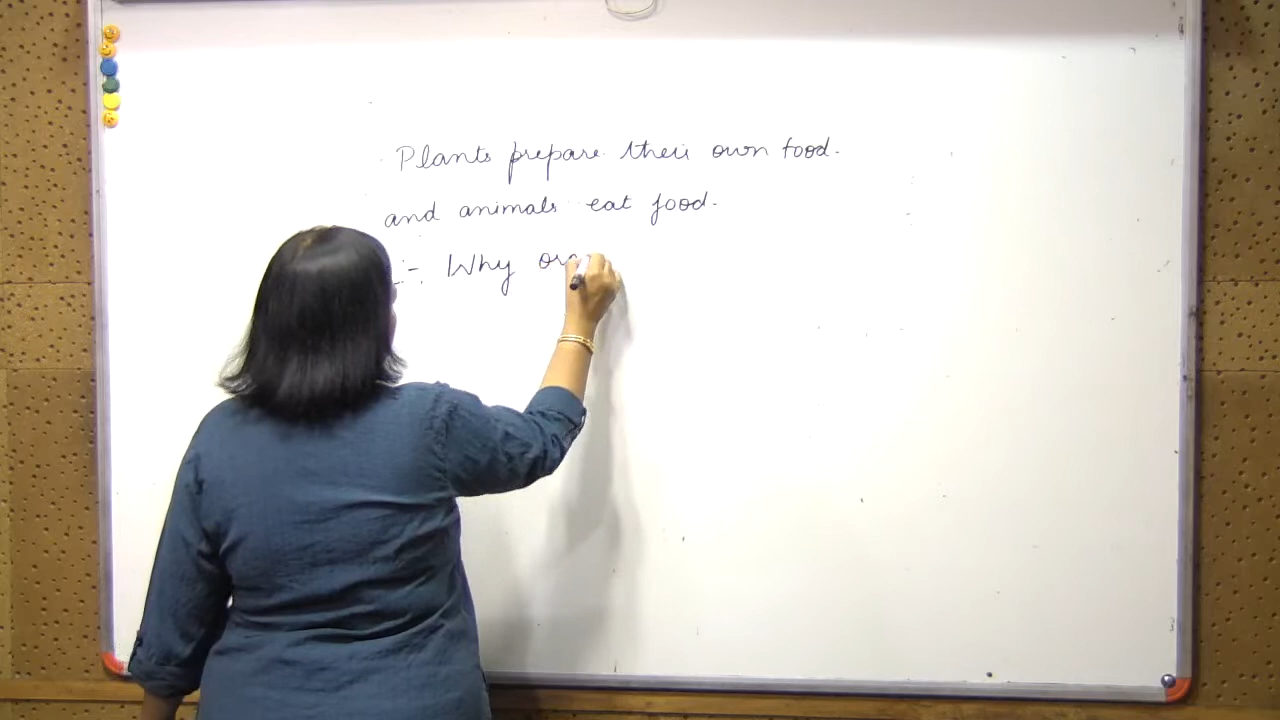 Plants prepare their own food.
and animals eat food.
:- Why